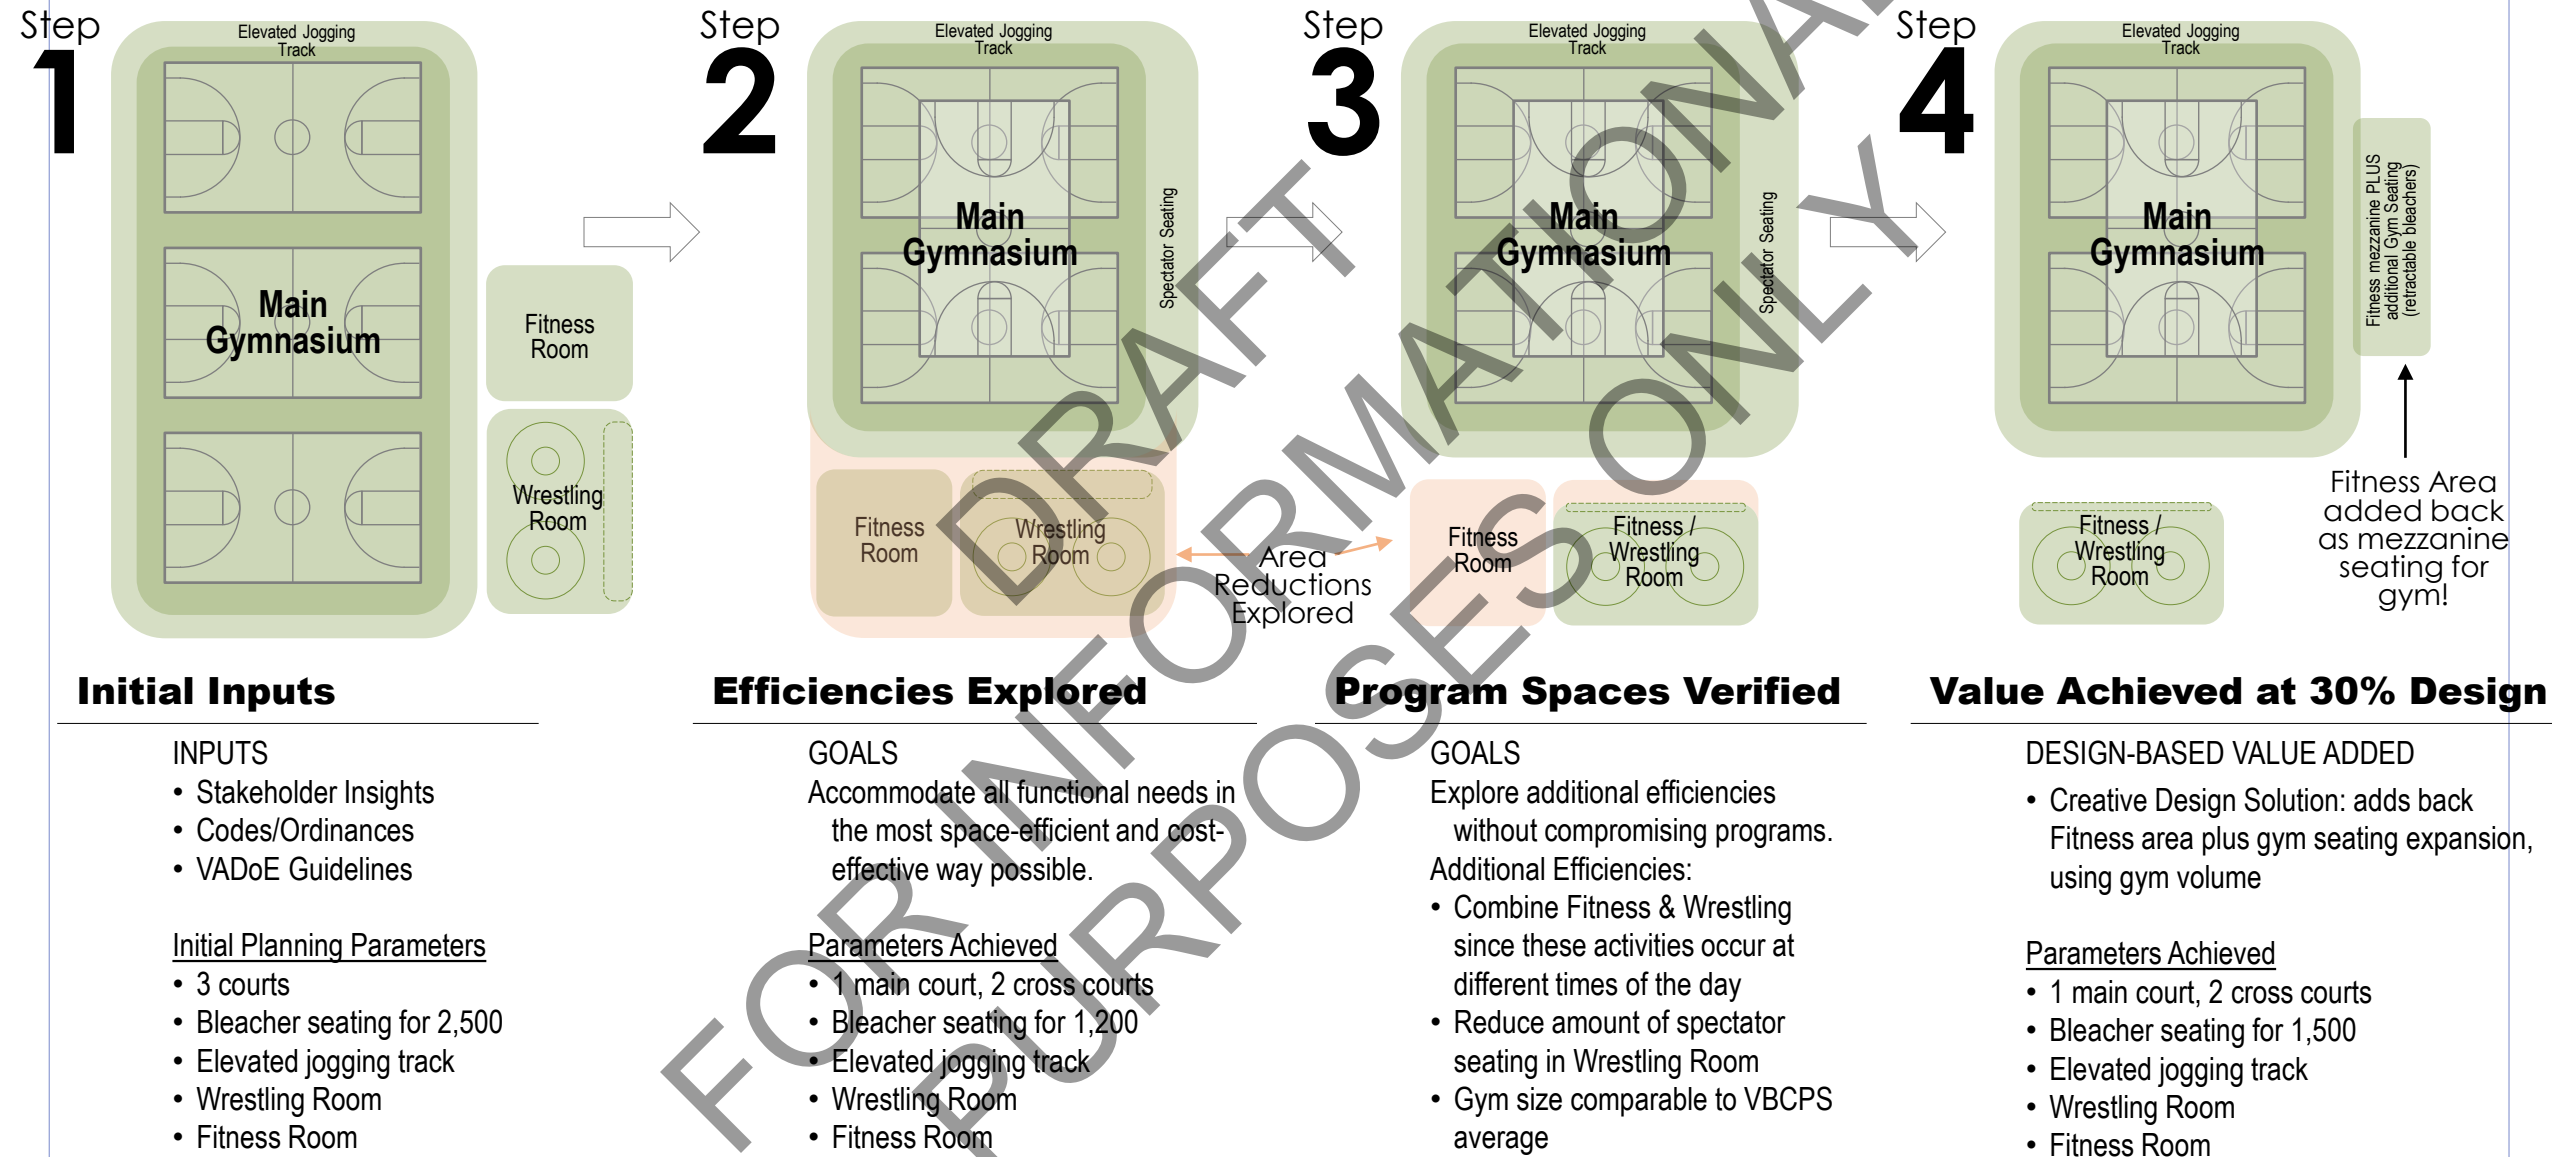 Step
1
Elevated Jogging
Track
Main
Gymnasium
Fitness
Room
Wrestling
Room
Step
2
Elevated Jogging
Track
Main
Gymnasium
Spectator Seating
Fitness
Room
Wrestling
Room
Area
Reductions
Explored
Step
3
Elevated Jogging
Track
Main
Gymnasium
Spectator Seating
Fitness
Room
Fitness /
Wrestling
Room
Step
4
Elevated Jogging
Track
Main
Gymnasium
Fitness mezzanine PLUS
additional Gym Seating
(retractable bleachers)
Fitness Area
added back
as mezzanine
seating for
gym!
Fitness /
Wrestling
Room
Initial Inputs
INPUTS
• Stakeholder Insights
• Codes/Ordinances
• VADoE Guidelines
Initial Planning Parameters
• 3 courts
• Bleacher seating for 2,500
• Elevated jogging track
• Wrestling Room
• Fitness Room
Efficiencies Explored
GOALS
Accommodate all functional needs in
the most space-efficient and cost-
effective way possible.
Parameters Achieved
• 1 main court, 2 cross courts
• Bleacher seating for 1,200
• Elevated jogging track
• Wrestling Room
• Fitness Room
Program Spaces Verified
GOALS
Explore additional efficiencies
without compromising programs.
Additional Efficiencies:
• Combine Fitness & Wrestling
since these activities occur at
different times of the day
• Reduce amount of spectator
seating in Wrestling Room
• Gym size comparable to VBCPS
average
Value Achieved at 30% Design
DESIGN-BASED VALUE ADDED
• Creative Design Solution: adds back
Fitness area plus gym seating expansion,
using gym volume
Parameters Achieved
• 1 main court, 2 cross courts
• Bleacher seating for 1,500
• Elevated jogging track
• Wrestling Room
• Fitness Room
DRAFT
FOR INFORMATIONAL
PURPOSES ONLY